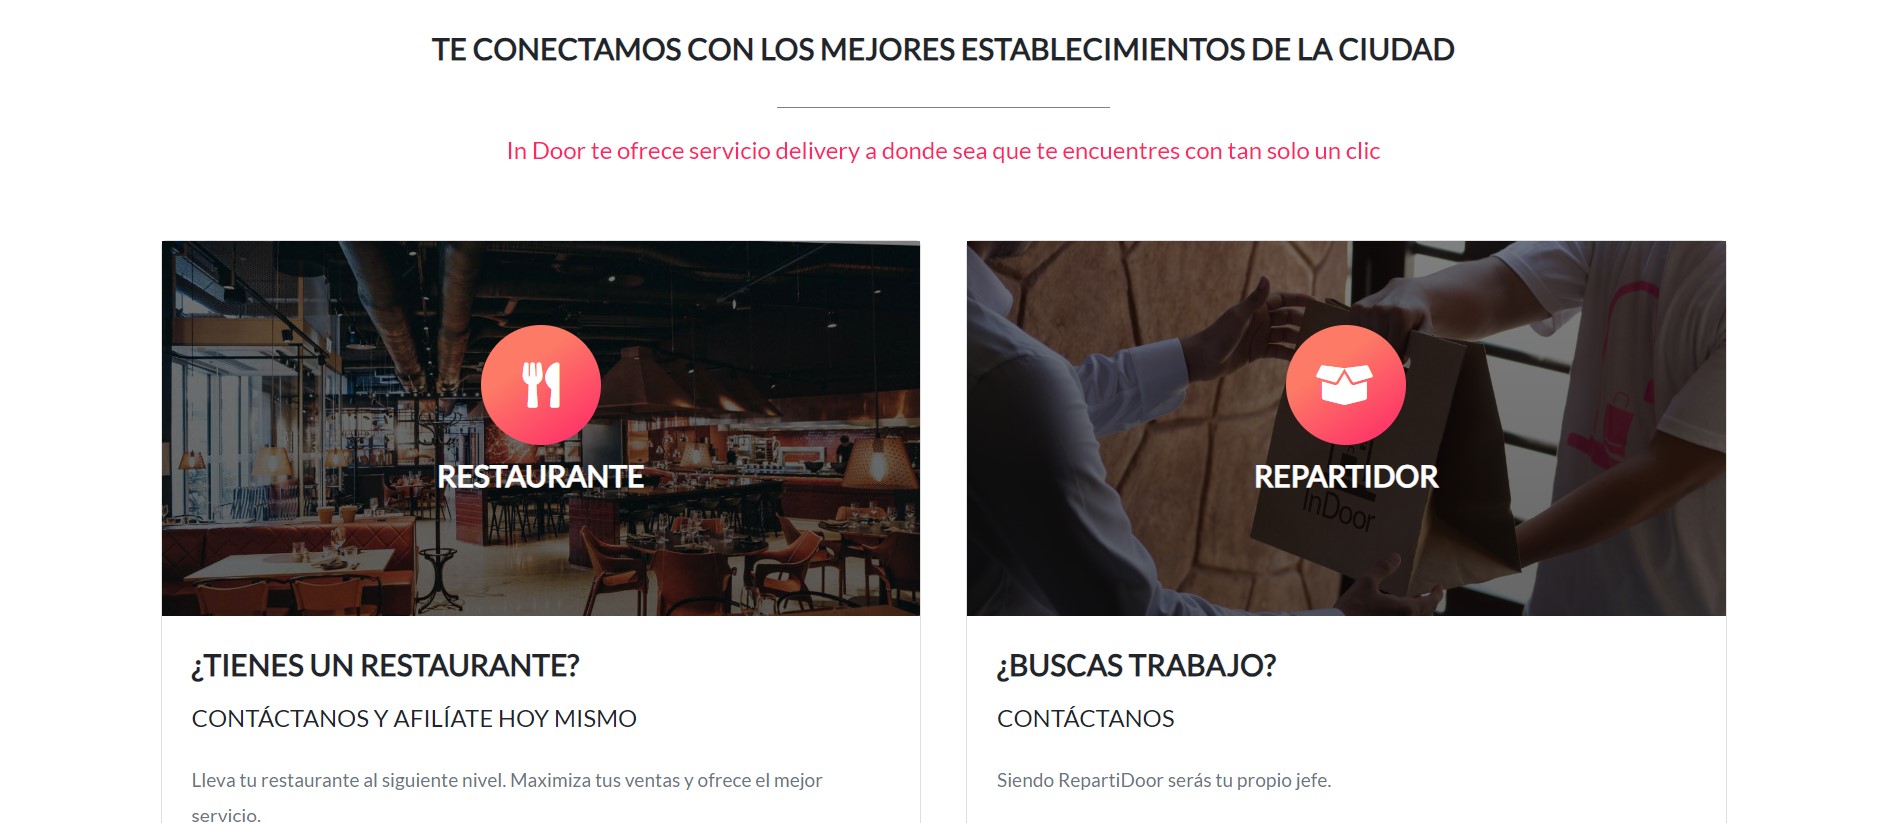 TE CONECTAMOS CON LOS MEJORES ESTABLECIMIENTOS DE LA CIUDAD
In Door te ofrece servicio delivery a donde sea que te encuentres con tan solo un clic
RESTAURANTE
REPARTIDOR
InDoor
¿TIENES UN RESTAURANTE?
CONTÁCTANOS Y AFILÍATE HOY MISMO
Lleva tu restaurante al siguiente nivel. Maximiza tus ventas y ofrece el mejor
servicio.
¿BUSCAS TRABAJO?
CONTÁCTANOS
Siendo RepartiDoor serás tu propio jefe.